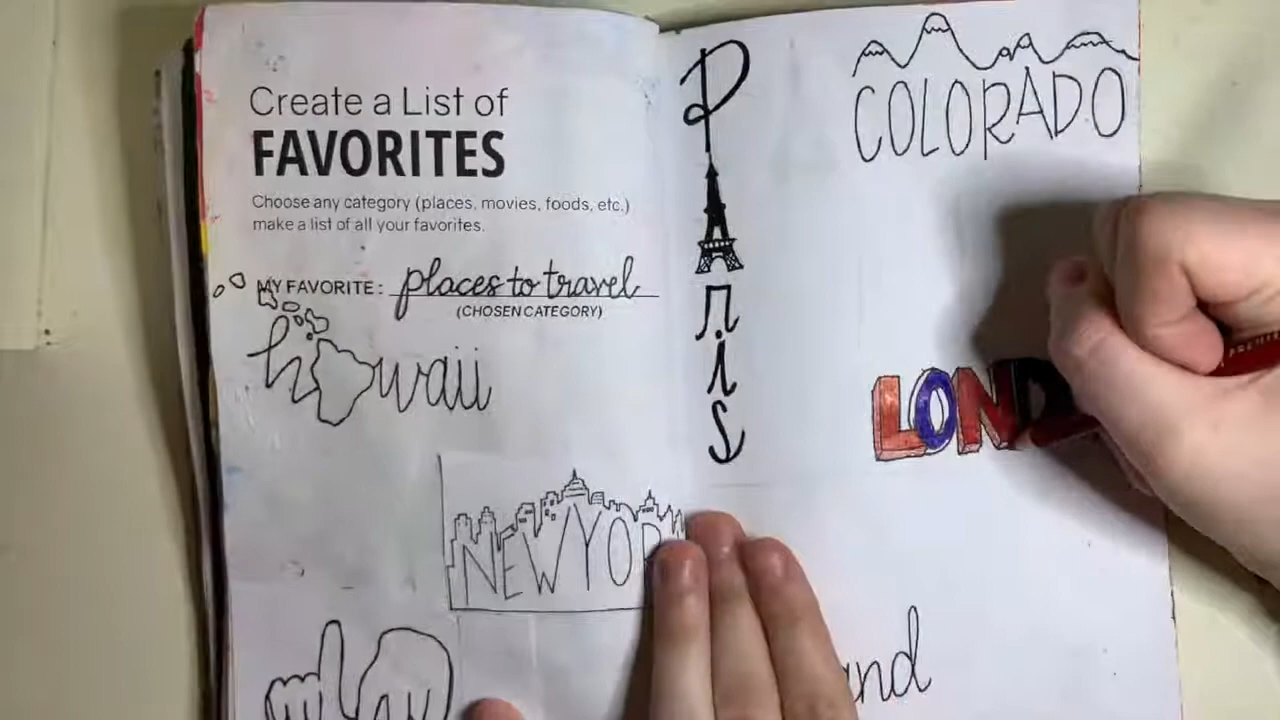 Create a List of
FAVORITES
Choose any category (places, movies, foods, etc.)
make a list of all your favorites.
MY FAVORITE: places to travel
(CHOSEN CATEGORY)
hawaii
NEW YOR
Paris
COLORADO
LOND
and